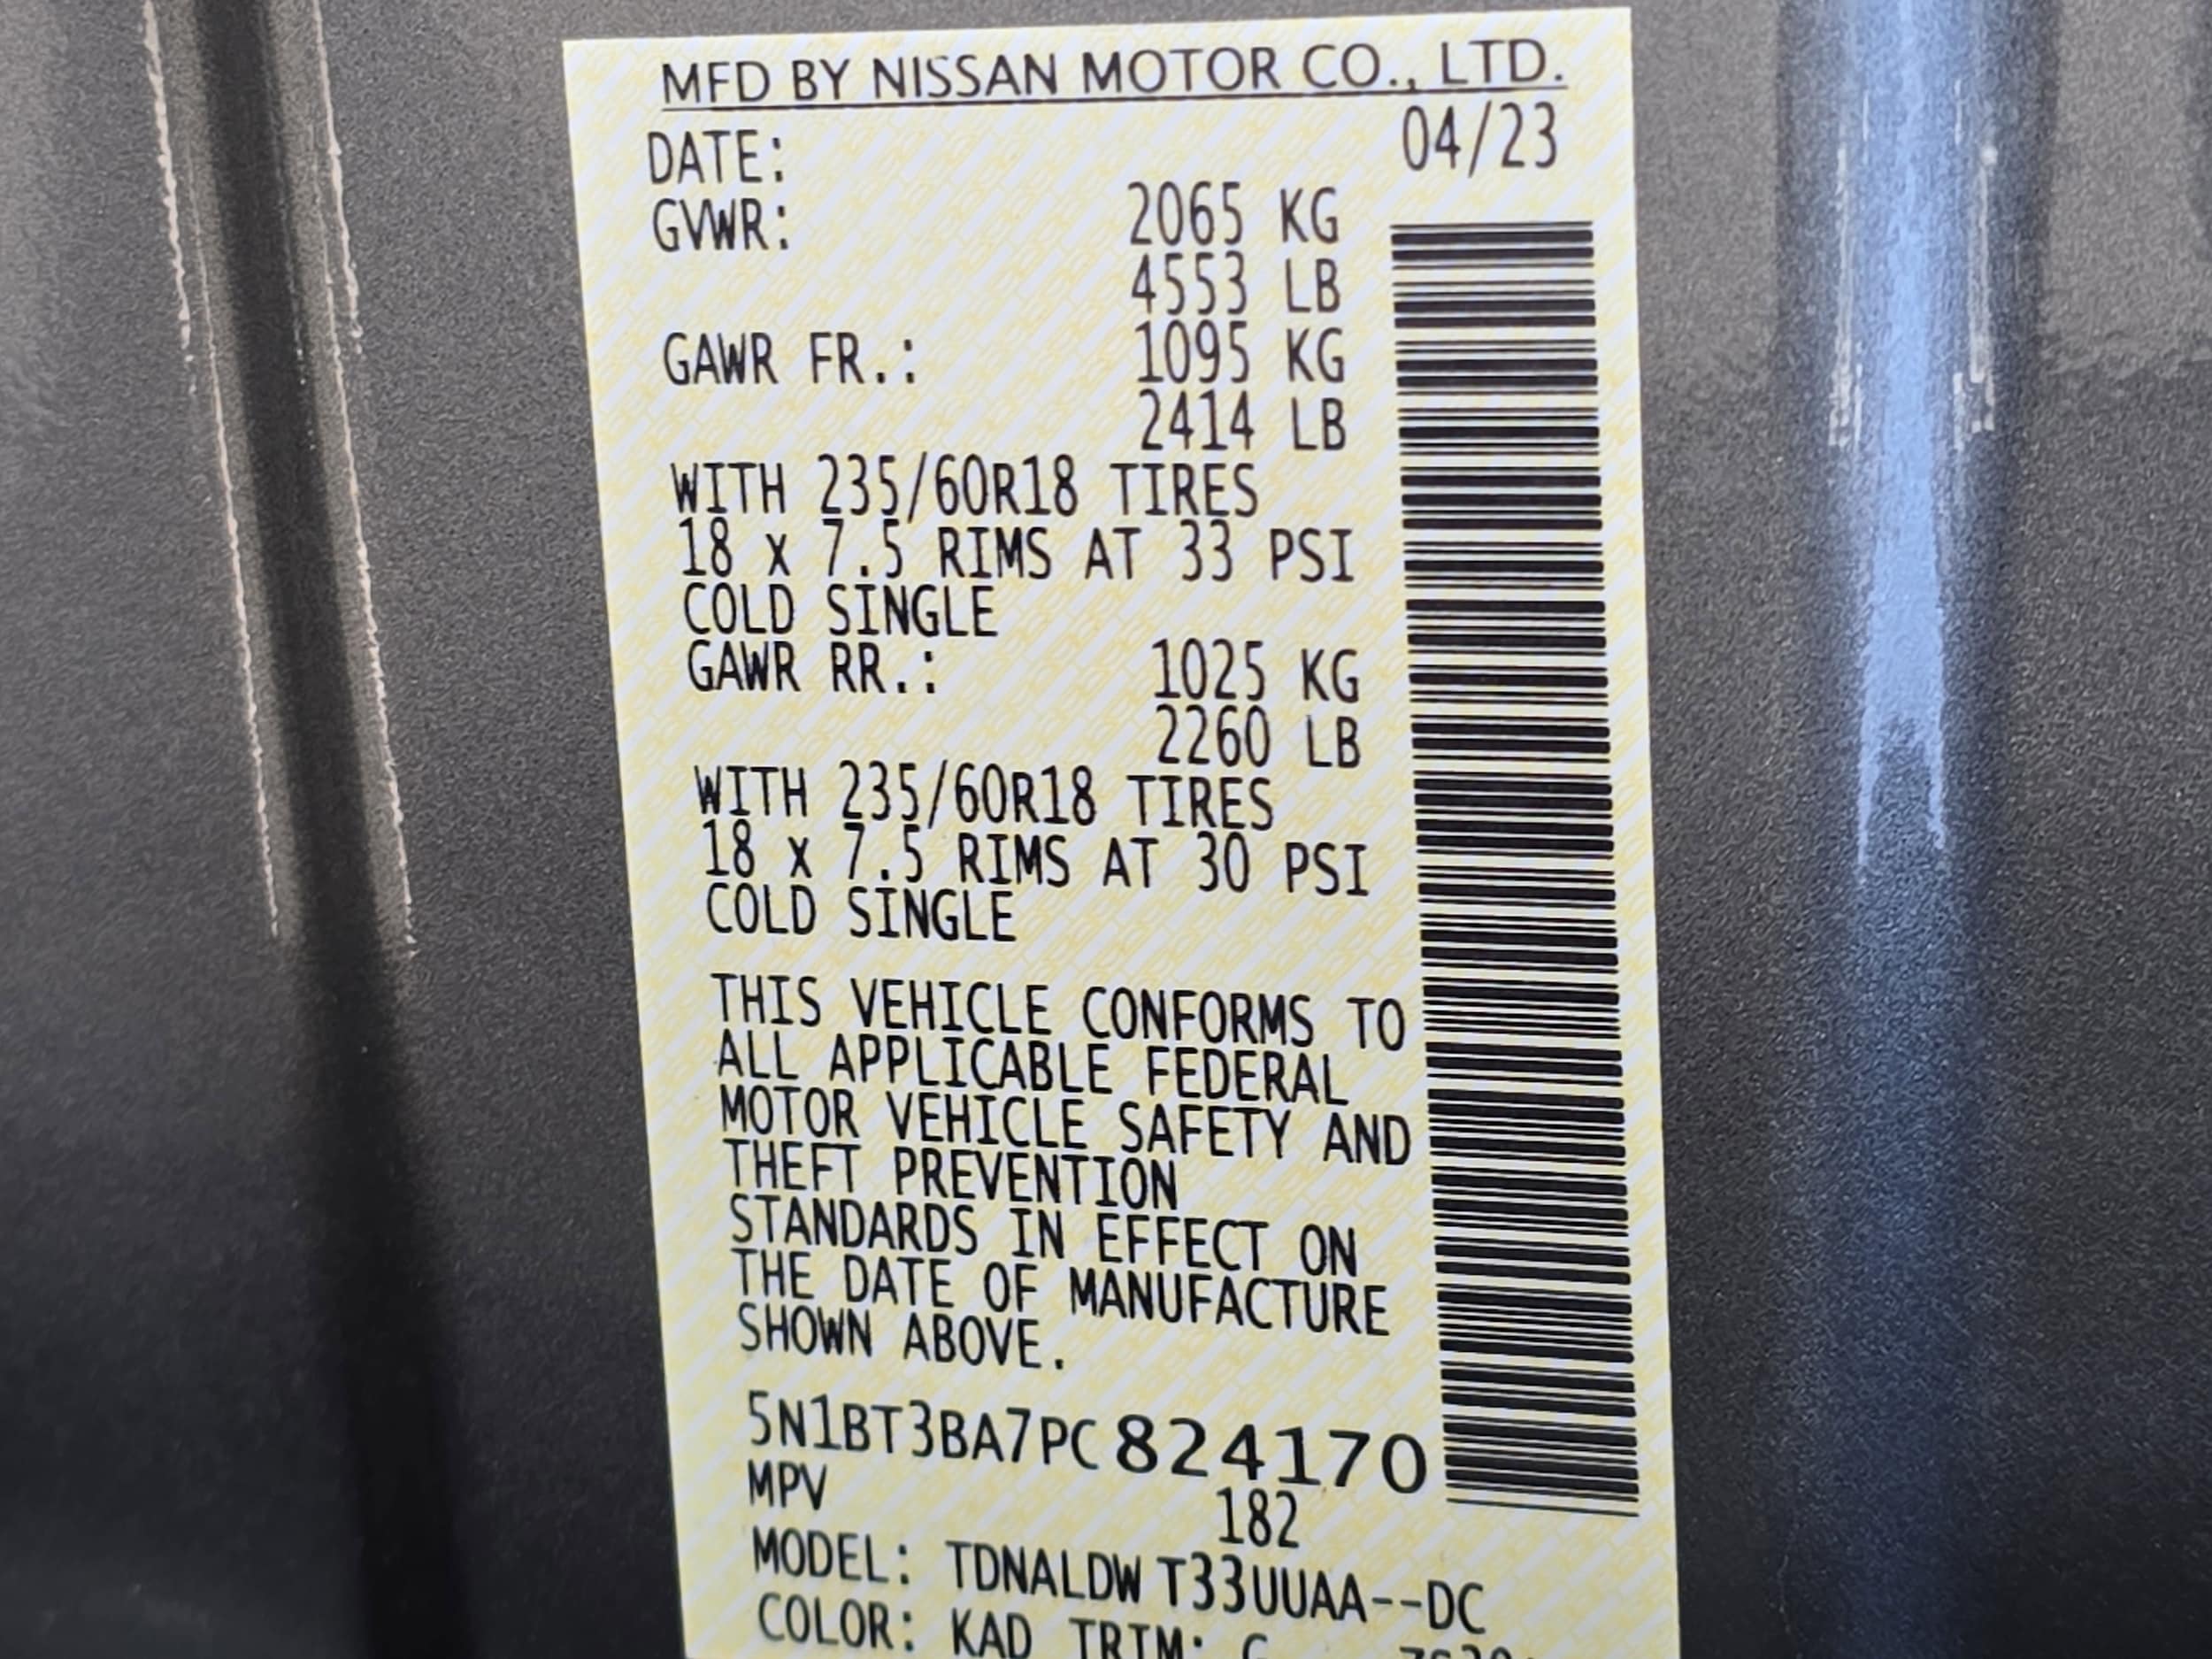 MFD BY NISSAN MOTOR CO., LTD.
DATE: 04/23
GVWR: 2065 KG
4553 LB
GAWR FR.: 1095 KG
2414 LB
WITH 235/60R18 TIRES
18 x 7.5 RIMS AT 33 PSI
COLD SINGLE
GAWR RR.: 1025 KG
2260 LB
WITH 235/60R18 TIRES
18 x 7.5 RIMS AT 30 PSI
COLD SINGLE
THIS VEHICLE CONFORMS TO
ALL APPLICABLE FEDERAL
MOTOR VEHICLE SAFETY AND
THEFT PREVENTION
STANDARDS IN EFFECT ON
THE DATE OF MANUFACTURE
SHOWN ABOVE.
5N1BT3BA7PC824170
MPV 182
MODEL: TDNALDW T33UUAA--DC
COLOR: KAD TRIM: G